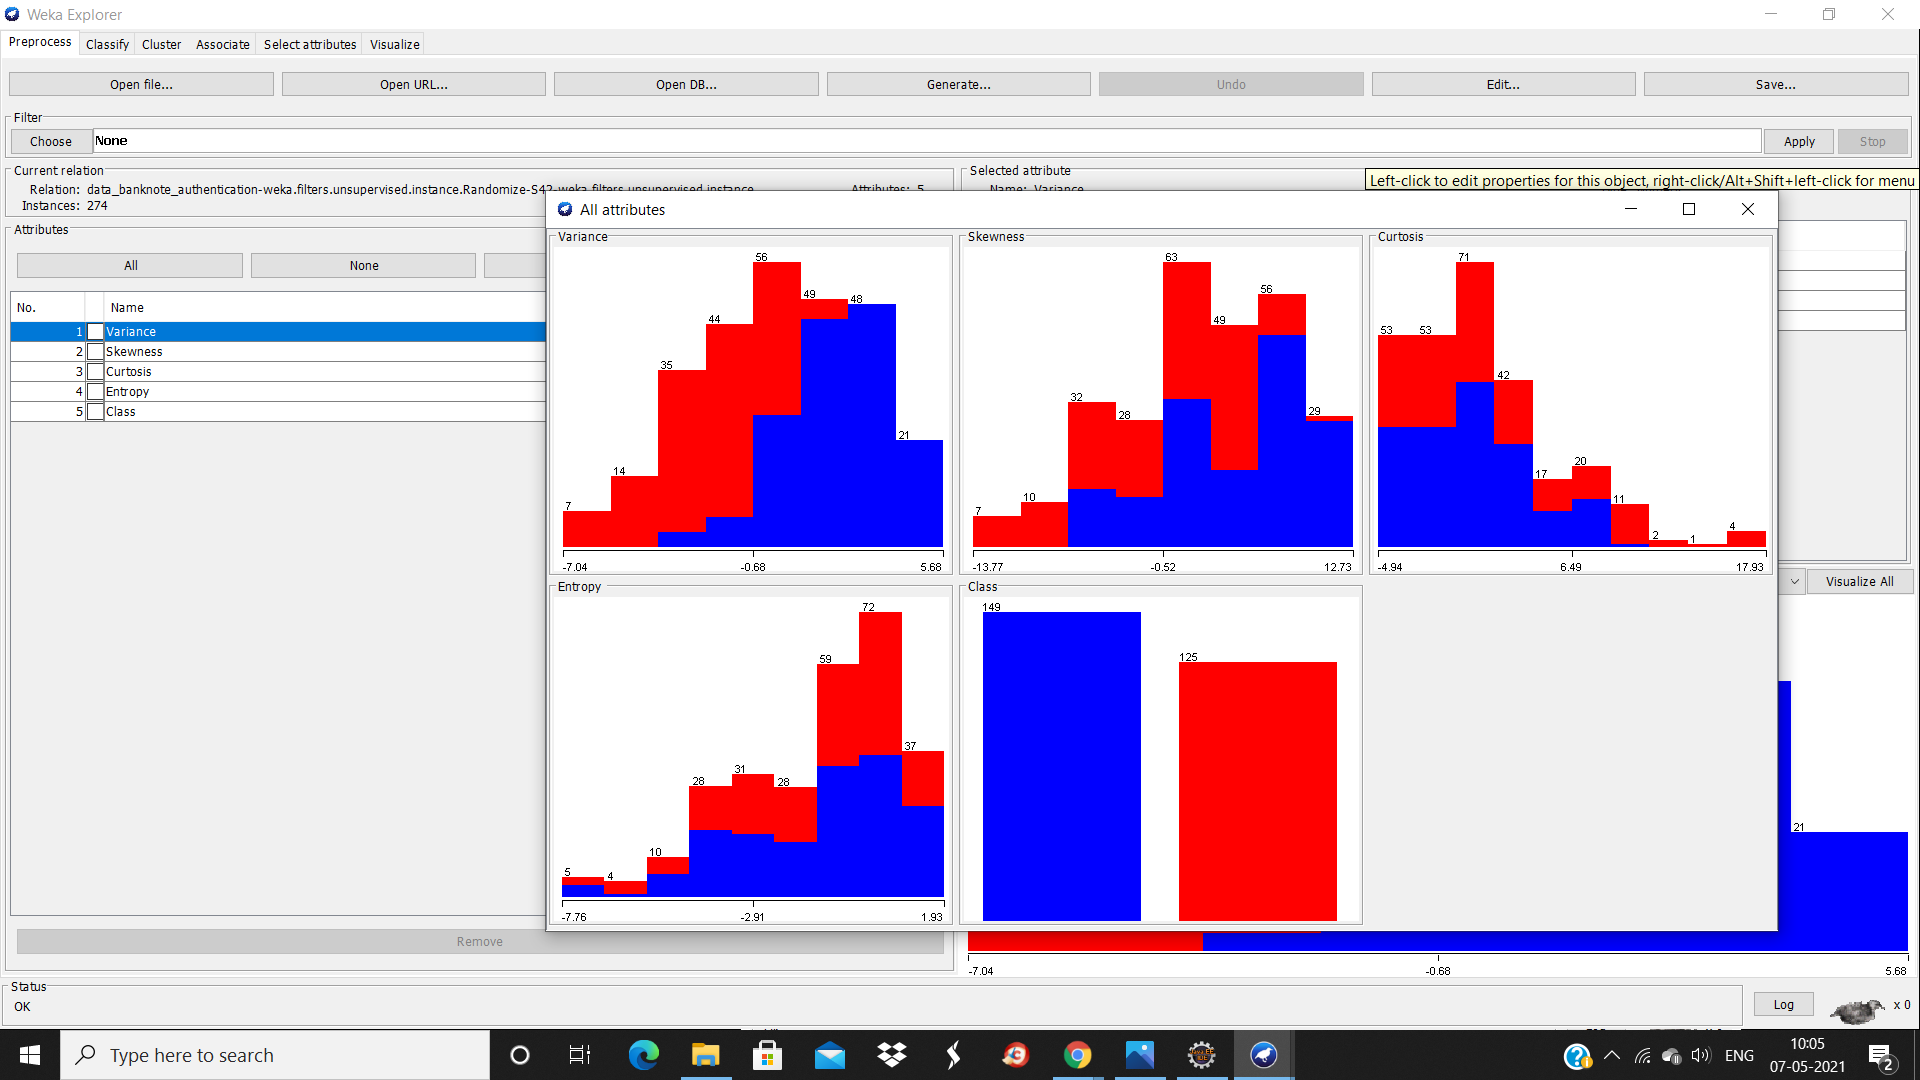 Weka Explorer
Preprocess Classify Cluster Associate Select attributes Visualize
Open file... Open URL... Open DB... Generate... Undo Edit... Save...
Filter
Choose None Apply Stop
Current relation
Relation: data_banknote_authentication-weka.filters.unsupervised.instance.Randomize-S42-weka.filters.unsupervised.instance Attributes: 5
Instances: 274
Selected attribute
Name: Variance
Left-click to edit properties for this object, right-click/Alt+Shift+left-click for menu
Attributes
All None
No. Name
1 Variance
2 Skewness
3 Curtosis
4 Entropy
5 Class
Remove
All attributes
Variance
7 14 35 44 56 49 48 21
-7.04 -0.68 5.68
Skewness
7 10 32 28 63 49 56 29
-13.77 -0.52 12.73
Curtosis
53 53 71 42 17 20 11 2 1 4
-4.94 6.49 17.93
Entropy
5 4 10 28 31 28 59 72 37
-7.76 -2.91 1.93
Class
149 125
Visualize All
21
-7.04 -0.68 5.68
Status
OK
Log x 0
Type here to search
ENG
10:05
07-05-2021
2